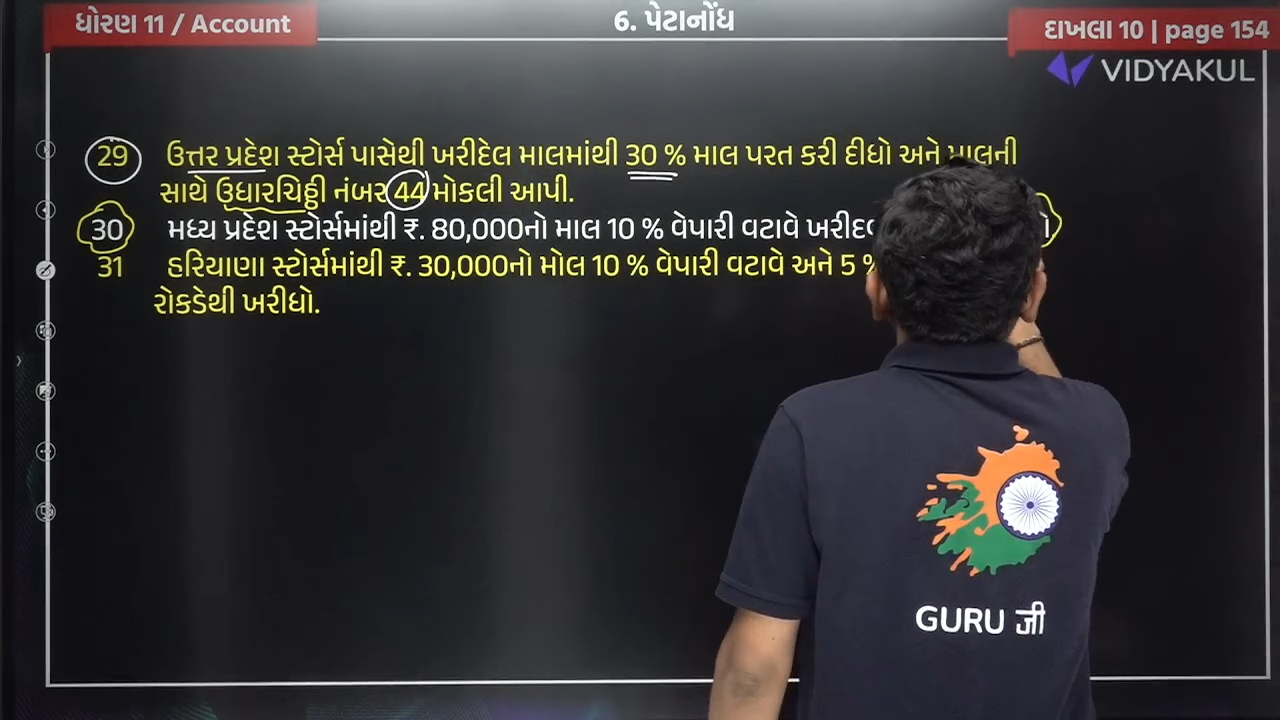 ધોરણ 11 / Account
6. પેટાનોંધ
દાખલા 10 | page 154
VIDYAKUL
29 ઉત્તર પ્રદેશ સ્ટોર્સ પાસેથી ખરીદેલ માલમાંથી 30 % માલ પરત કરી દીધો અને માલની
સાથે ઉધારચિઠ્ઠી નંબર 44 મોકલી આપી.
30 મધ્ય પ્રદેશ સ્ટોર્સમાંથી ₹. 80,000નો માલ 10 % વેપારી વટાવે
31 હરિયાણા સ્ટોર્સમાંથી ₹. 30,000નો મોલ 10 % વેપારી વટાવે અને 5 %
રોકડેથી ખરીધો.
GURU जी